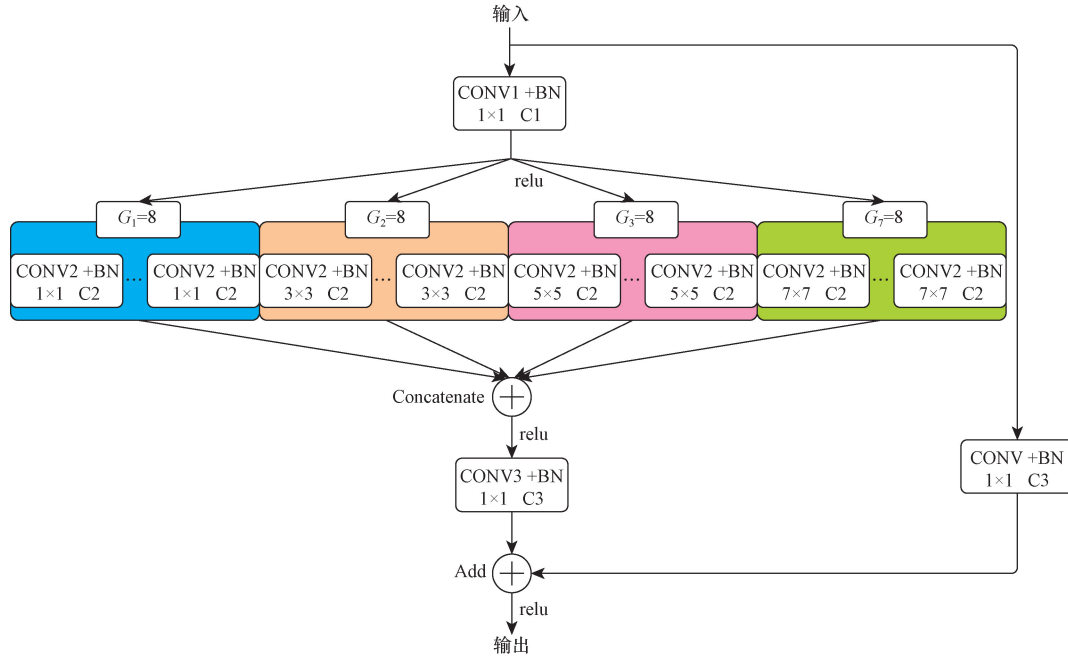 输入
CONV1 +BN
1×1 C1
relu
G₁=8
G₂=8
G₃=8
G₇=8
CONV2 +BN
1×1 C2
...
CONV2 +BN
1×1 C2
CONV2 +BN
3×3 C2
...
CONV2 +BN
3×3 C2
CONV2 +BN
5×5 C2
...
CONV2 +BN
5×5 C2
CONV2 +BN
7×7 C2
...
CONV2 +BN
7×7 C2
Concatenate
relu
CONV3 +BN
1×1 C3
CONV +BN
1×1 C3
Add
relu
输出